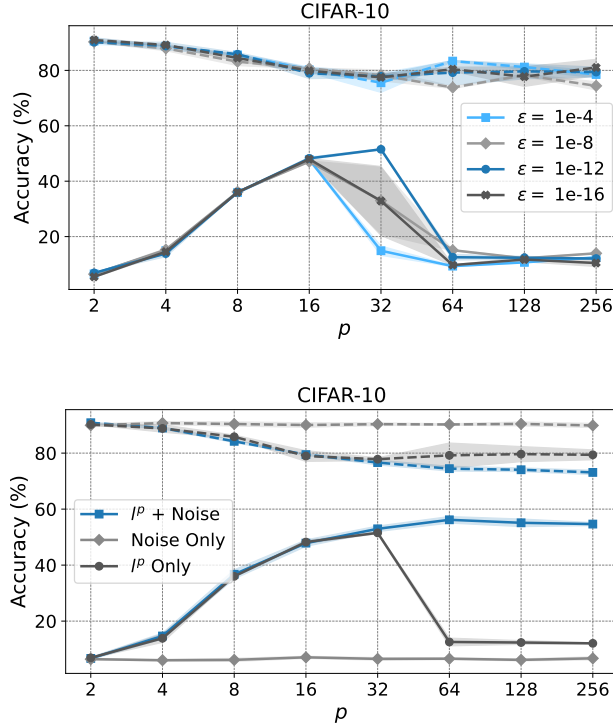 CIFAR-10
Accuracy (%)
80
60
40
20
ε = 1e-4
ε = 1e-8
ε = 1e-12
ε = 1e-16
2 4 8 16 32 64 128 256
p
CIFAR-10
Accuracy (%)
80
60
40
20
l^p + Noise
Noise Only
l^p Only
2 4 8 16 32 64 128 256
p